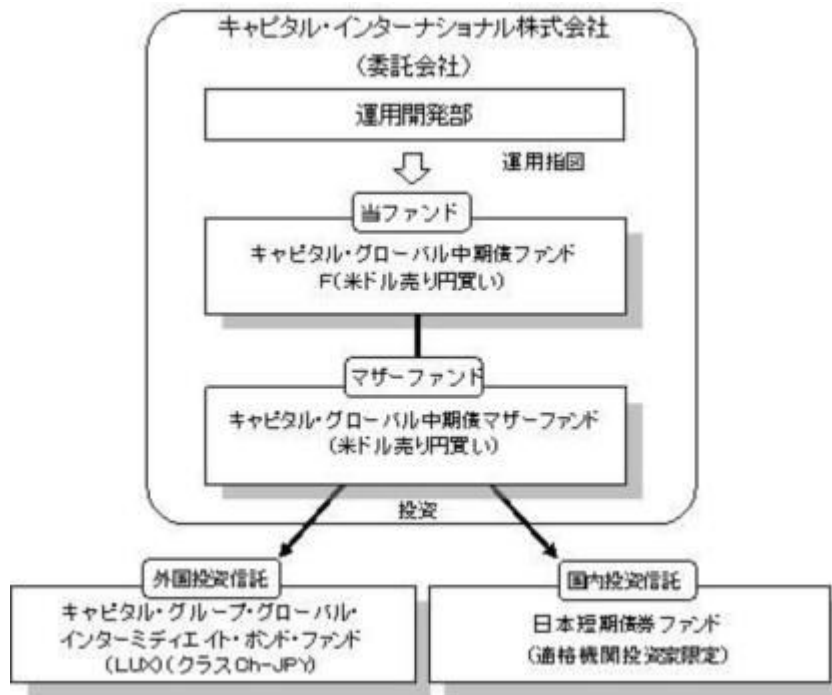 キャピタル・インターナショナル株式会社
(委託会社)
運用開発部
運用指図
当ファンド
キャピタル・グローバル中期債ファンド
F(米ドル売り円買い)
マザーファンド
キャピタル・グローバル中期債マザーファンド
(米ドル売り円買い)
投資
外国投資信託
キャピタル・グループ・グローバル・
インターミディエイト・ボンド・ファンド
(LUX)(クラスCh-JPY)
国内投資信託
日本短期債券ファンド
(適格機関投資家限定)